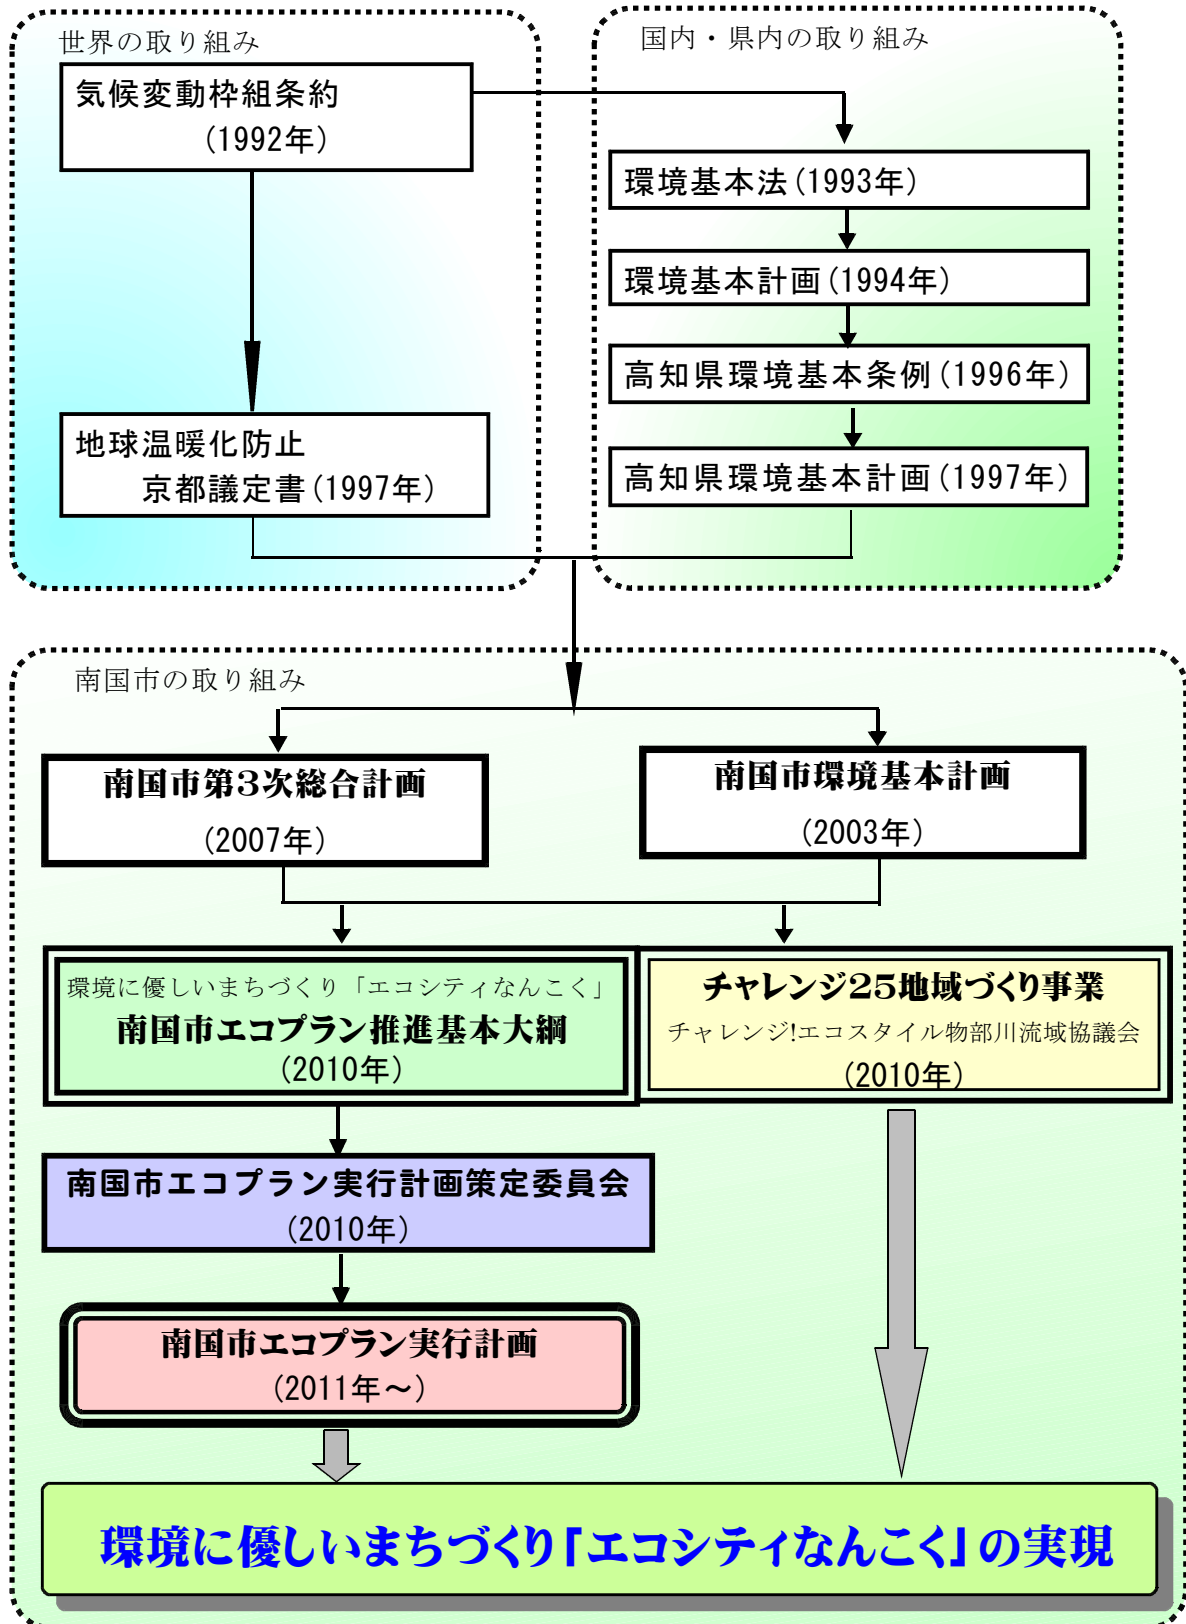 世界の取り組み
気候変動枠組条約
(1992年)
地球温暖化防止
京都議定書(1997年)
国内・県内の取り組み
環境基本法(1993年)
環境基本計画(1994年)
高知県環境基本条例(1996年)
高知県環境基本計画(1997年)
南国市の取り組み
南国市第3次総合計画
(2007年)
南国市環境基本計画
(2003年)
環境に優しいまちづくり「エコシティなんこく」
南国市エコプラン推進基本大綱
(2010年)
チャレンジ25地域づくり事業
チャレンジ!エコスタイル物部川流域協議会
(2010年)
南国市エコプラン実行計画策定委員会
(2010年)
南国市エコプラン実行計画
(2011年～)
環境に優しいまちづくり「エコシティなんこく」の実現